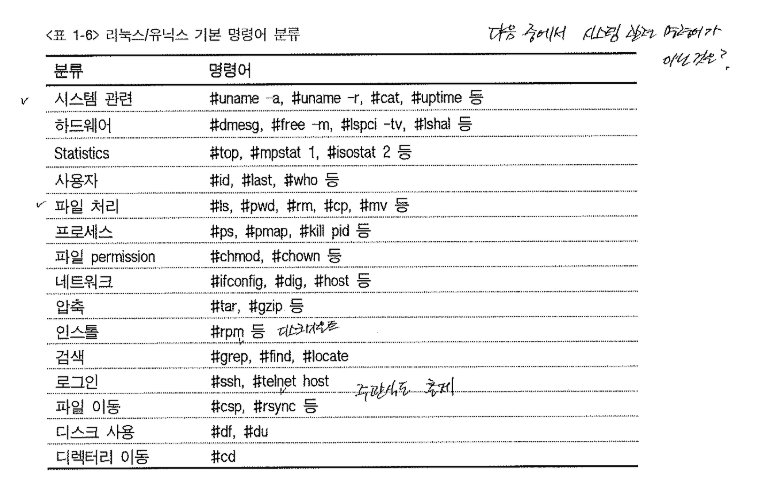 <표 1-6> 리눅스/유닉스 기본 명령어 분류
다음 중에서 시스템 관련 명령어가
아닌 것은?
분류 명령어
시스템 관련 #uname -a, #uname -r, #cat, #uptime 등
하드웨어 #dmesg, #free -m, #lspci -tv, #lshal 등
Statistics #top, #mpstat 1, #isostat 2 등
사용자 #id, #last, #who 등
파일 처리 #ls, #pwd, #rm, #cp, #mv 등
프로세스 #ps, #pmap, #kill pid 등
파일 permission #chmod, #chown 등
네트워크 #ifconfig, #dig, #host 등
압축 #tar, #gzip 등
인스톨 #rpm 등
검색 #grep, #find, #locate
로그인 #ssh, #telnet host
주관식도 출제
파일 이동 #csp, #rsync 등
디스크 사용 #df, #du
디렉터리 이동 #cd